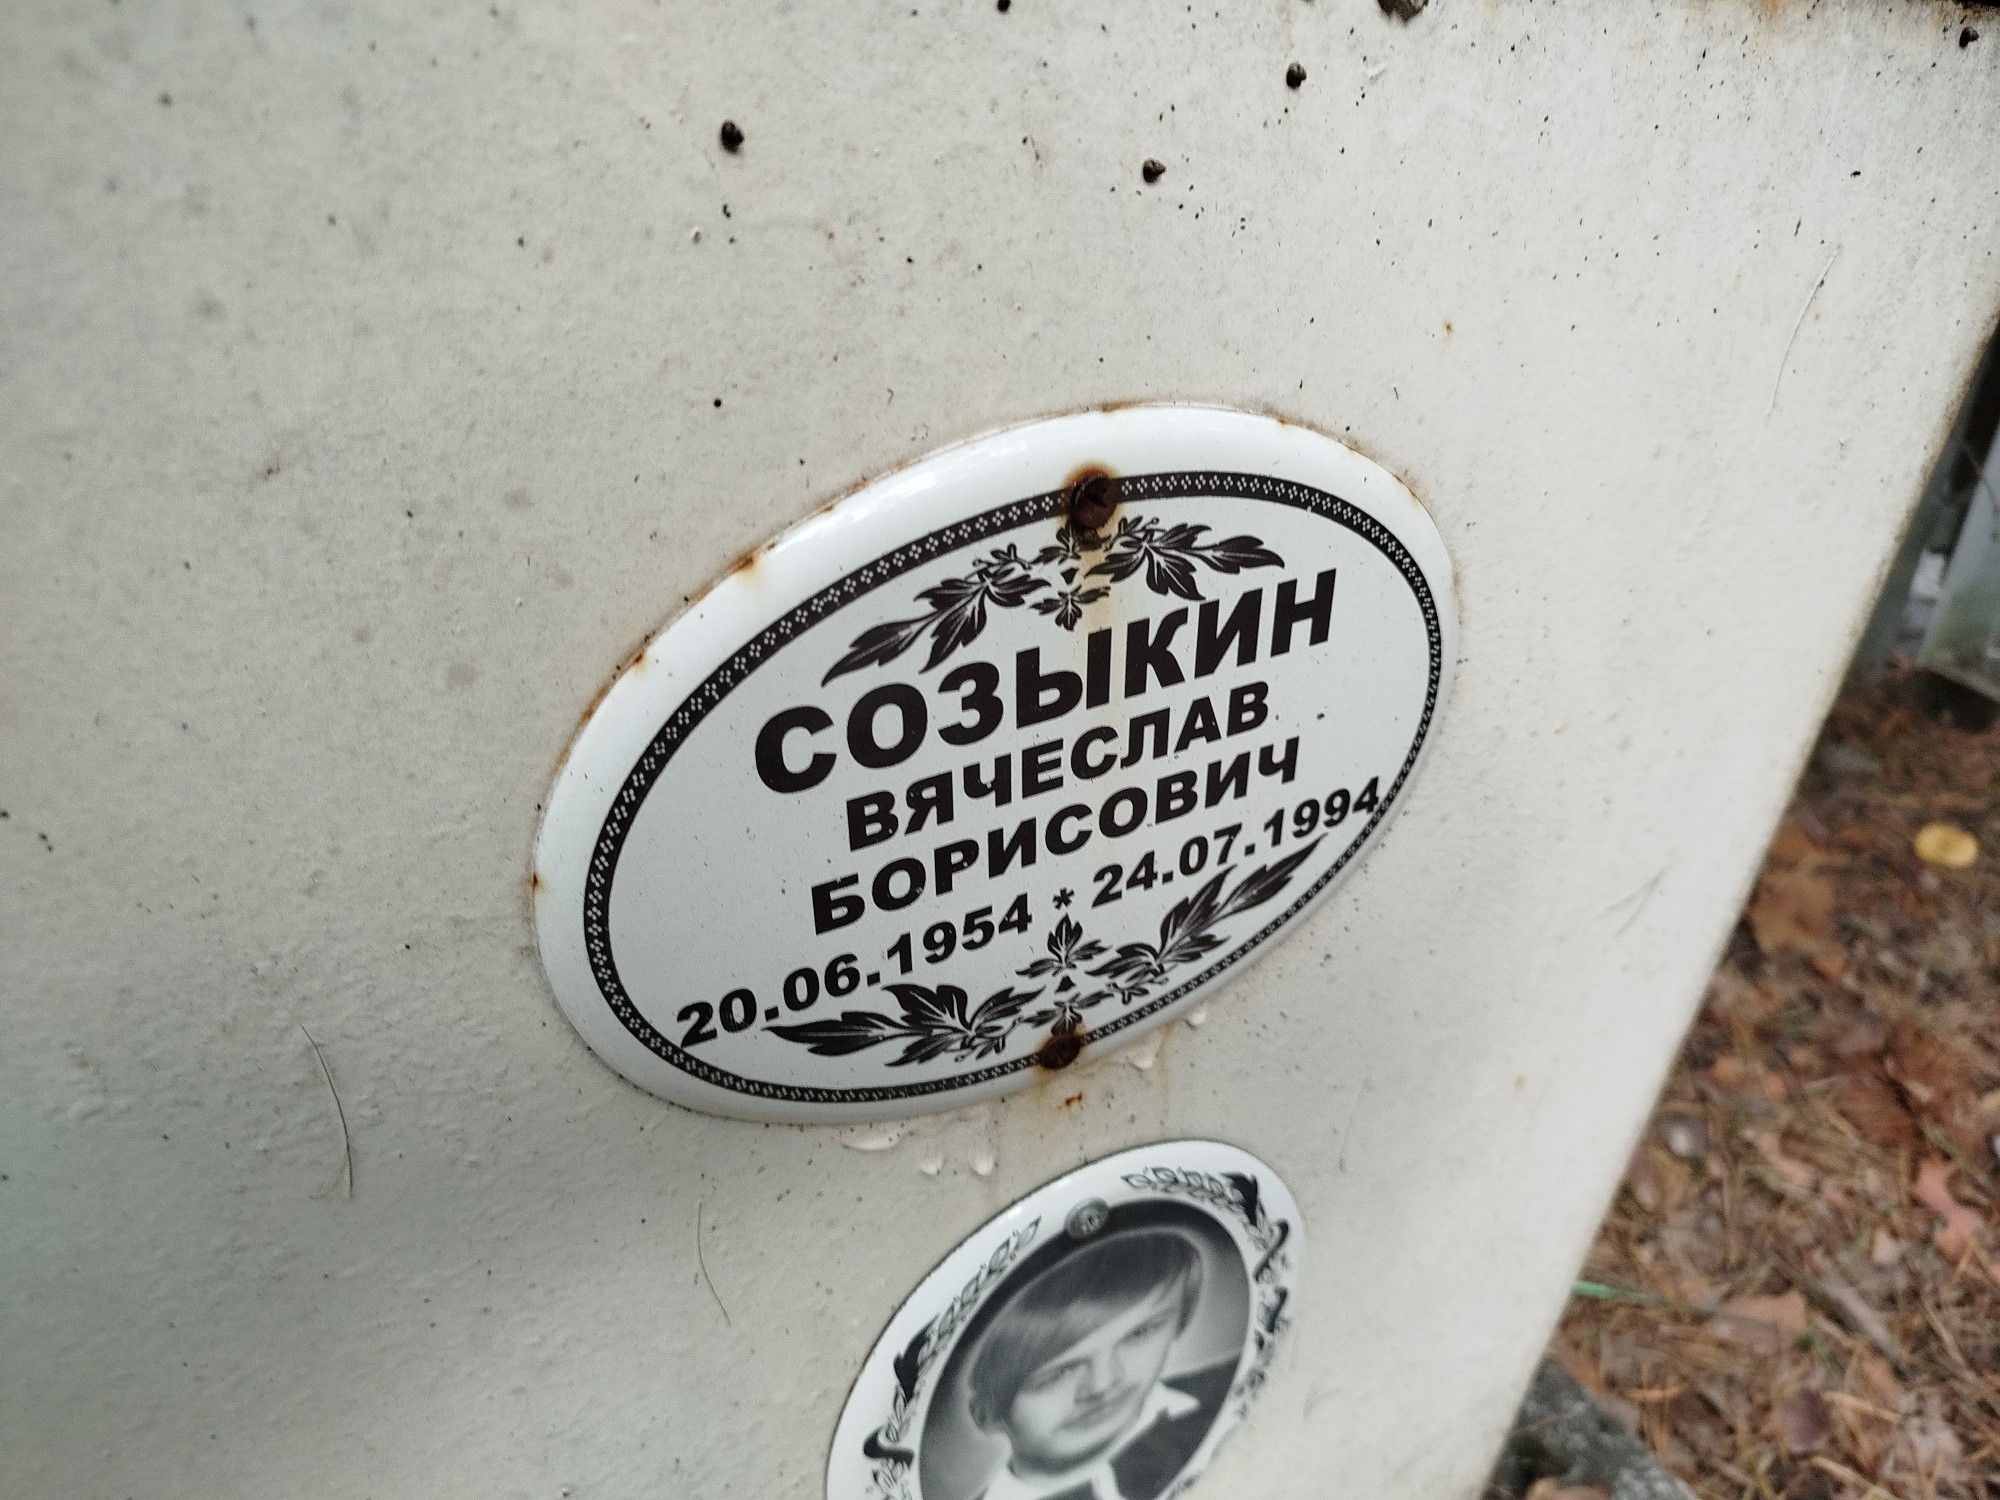 СОЗЫКИН
ВЯЧЕСЛАВ
БОРИСОВИЧ
20.06.1954 * 24.07.1994